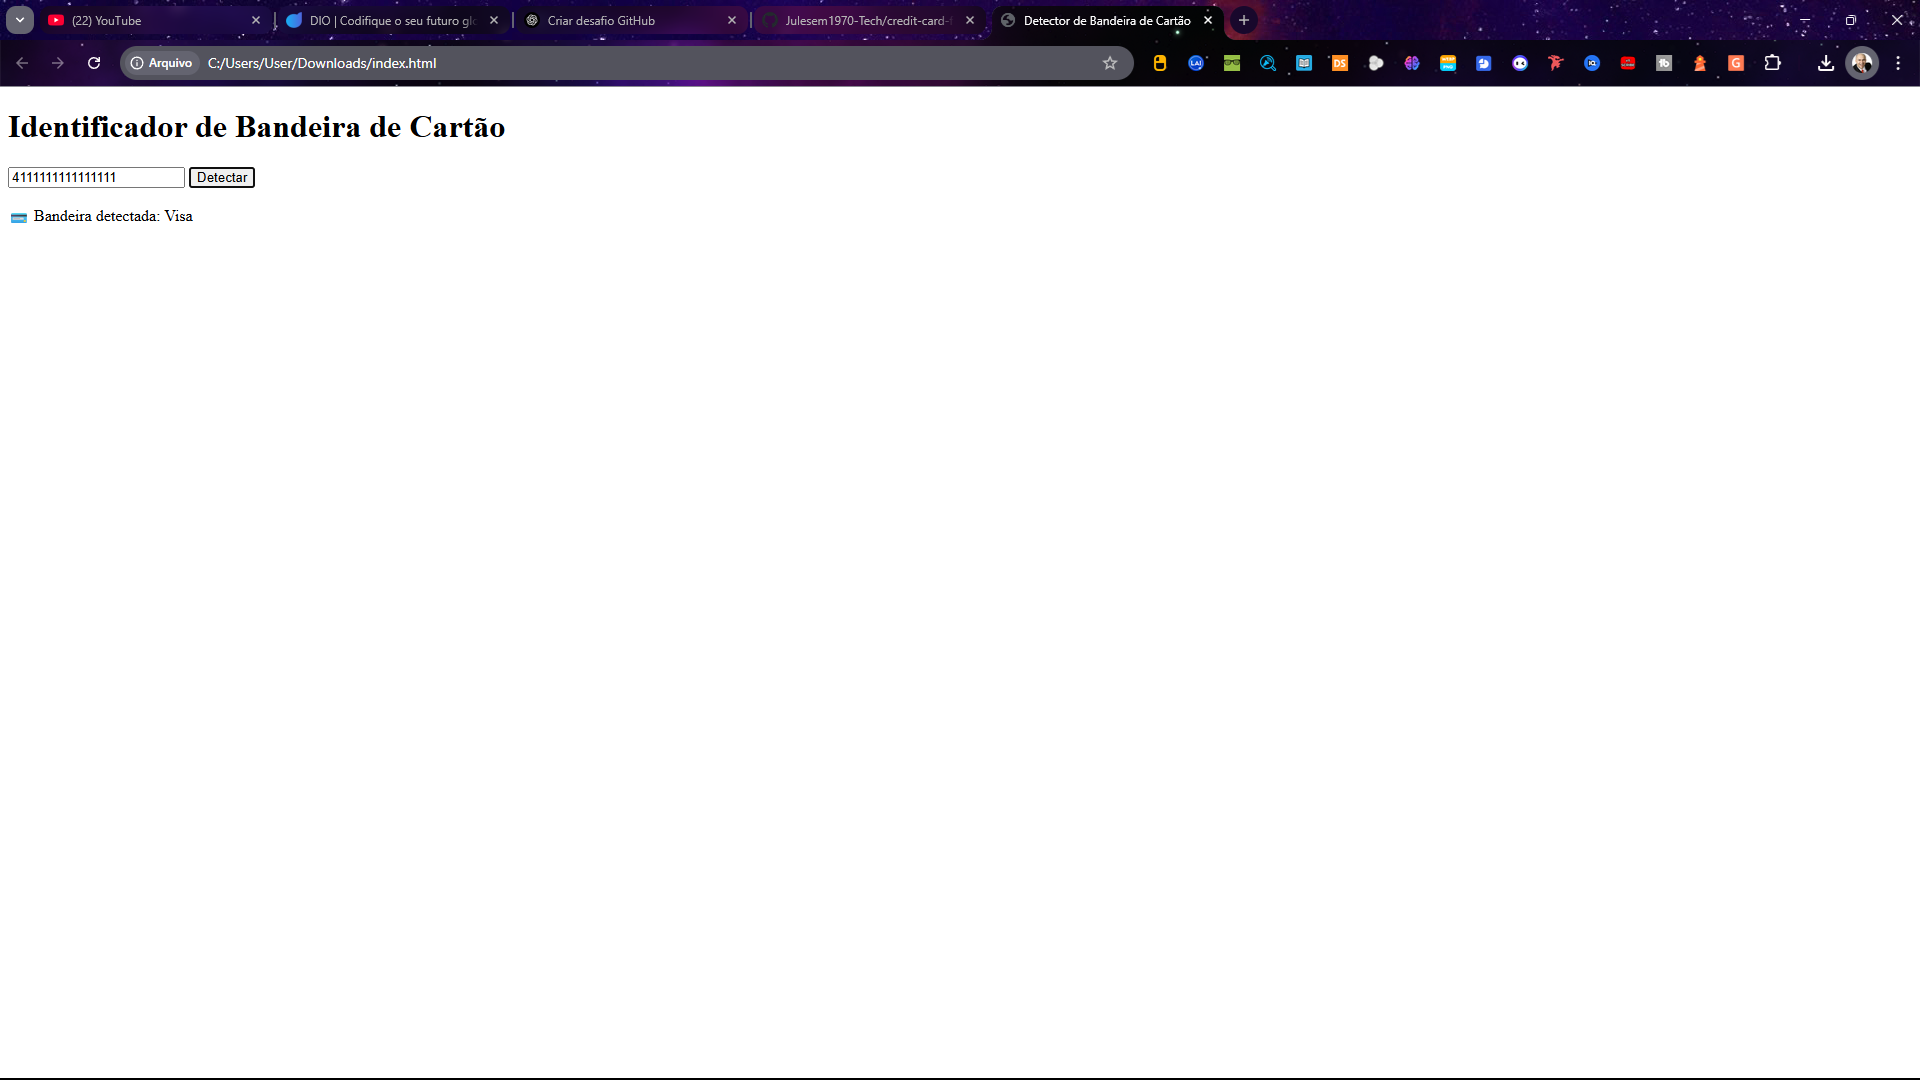 (22) YouTube
DIO | Codifique o seu futuro gl
Criar desafio GitHub
Julesem1970-Tech/credit-card-f
Detector de Bandeira de Cartão
Arquivo
C:/Users/User/Downloads/index.html
Identificador de Bandeira de Cartão
4111111111111111 Detectar
Bandeira detectada: Visa